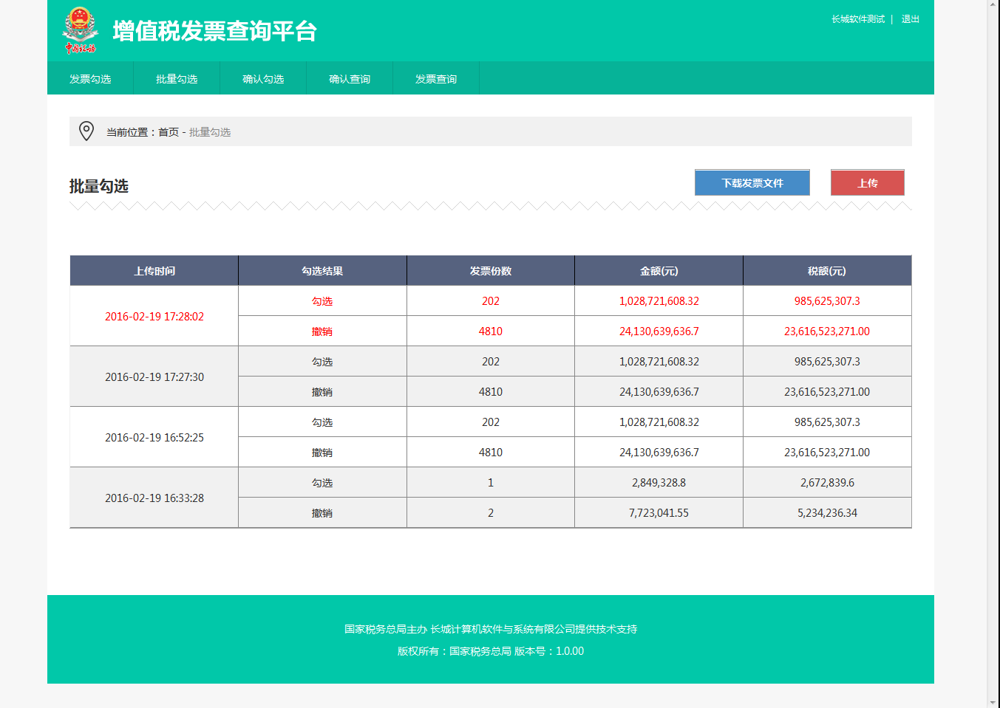 中国税务
增值税发票查询平台
长城软件测试 | 退出
发票勾选 批量勾选 确认勾选 确认查询 发票查询
当前位置：首页 - 批量勾选
批量勾选
下载发票文件 上传
上传时间 勾选结果 发票份数 金额(元) 税额(元)
2016-02-19 17:28:02
勾选 202 1,028,721,608.32 985,625,307.3
撤销 4810 24,130,639,636.7 23,616,523,271.00
2016-02-19 17:27:30
勾选 202 1,028,721,608.32 985,625,307.3
撤销 4810 24,130,639,636.7 23,616,523,271.00
2016-02-19 16:52:25
勾选 202 1,028,721,608.32 985,625,307.3
撤销 4810 24,130,639,636.7 23,616,523,271.00
2016-02-19 16:33:28
勾选 1 2,849,328.8 2,672,839.6
撤销 2 7,723,041.55 5,234,236.34
国家税务总局主办 长城计算机软件与系统有限公司提供技术支持
版权所有：国家税务总局 版本号：1.0.00